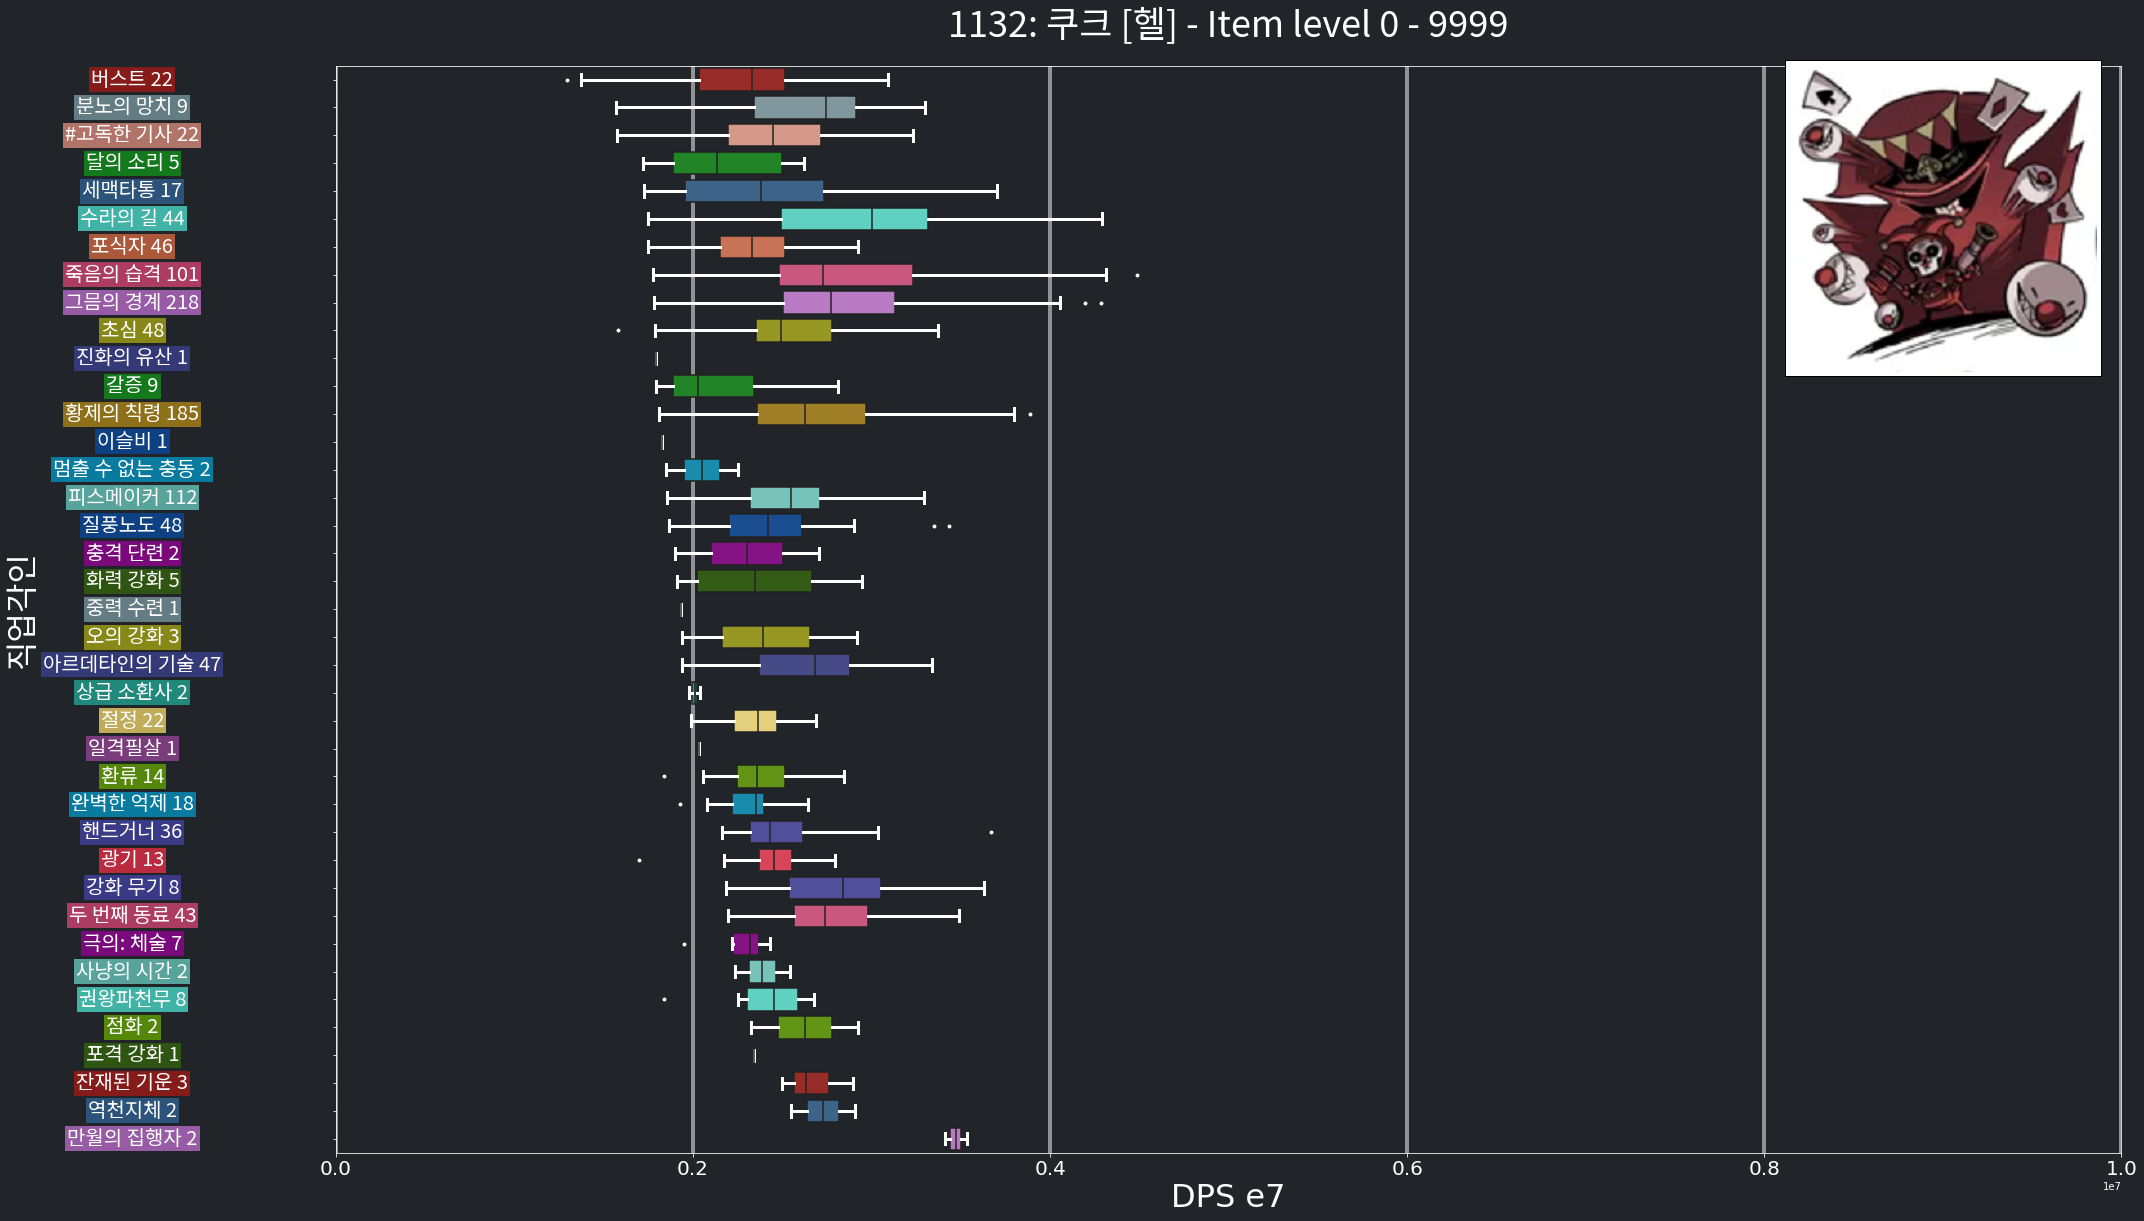 1132: 쿠크 [헬] - Item level 0 - 9999
버스트 22
분노의 망치 9
#고독한 기사 22
달의 소리 5
세맥타통 17
수라의 길 44
포식자 46
죽음의 습격 101
그믐의 경계 218
초심 48
진화의 유산 1
갈증 9
황제의 칙령 185
이슬비 1
멈출 수 없는 충동 2
피스메이커 112
질풍노도 48
충격 단련 2
화력 강화 5
중력 수련 1
오의 강화 3
아르데타인의 기술 47
상급 소환사 2
절정 22
일격필살 1
환류 14
완벽한 억제 18
핸드거너 36
광기 13
강화 무기 8
두 번째 동료 43
극의: 체술 7
사냥의 시간 2
권왕파천무 8
점화 2
포격 강화 1
잔재된 기운 3
역천지체 2
만월의 집행자 2
직업각인
0.0 0.2 0.4 0.6 0.8 1.0
1e7
DPS e7